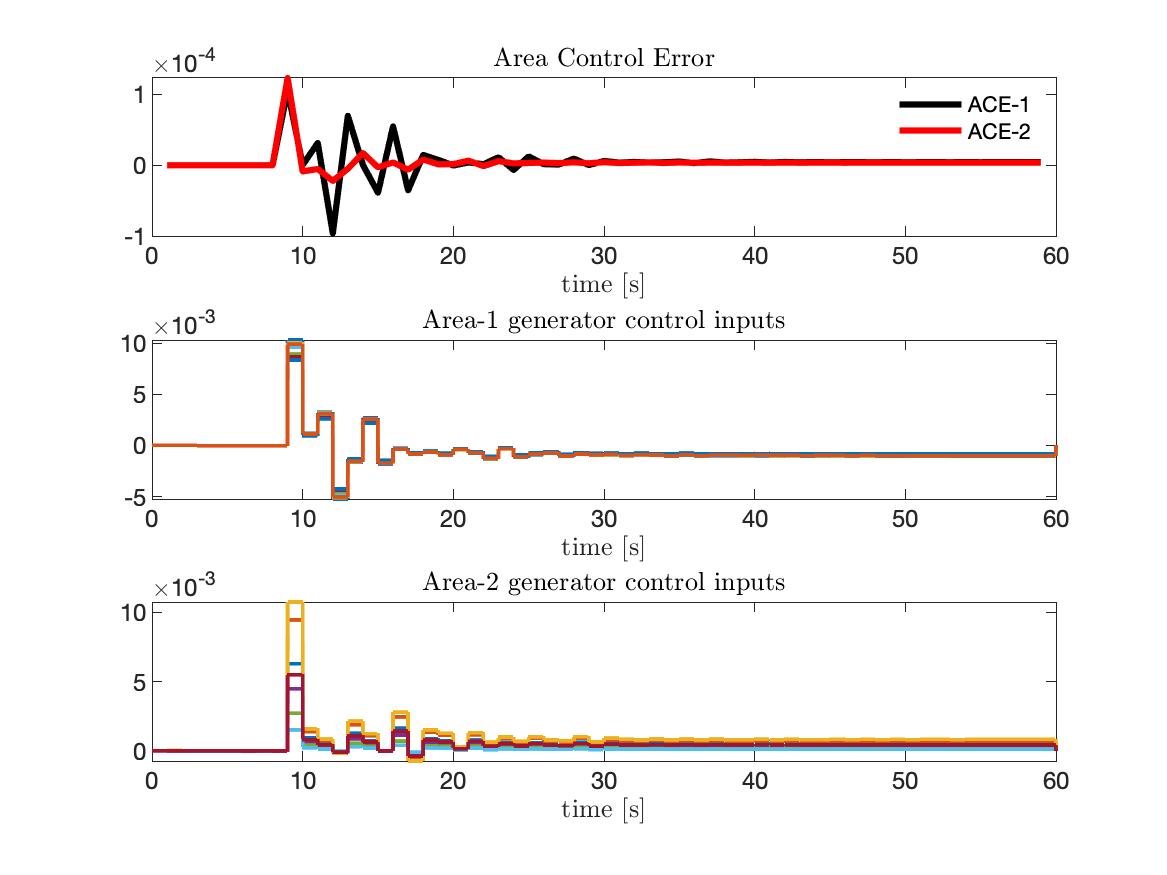 ×10-4
Area Control Error
1
0
-1
ACE-1
ACE-2
0 10 20 30 40 50 60
time [s]
×10-3
Area-1 generator control inputs
10
5
0
-5
0 10 20 30 40 50 60
time [s]
×10-3
Area-2 generator control inputs
10
5
0
0 10 20 30 40 50 60
time [s]